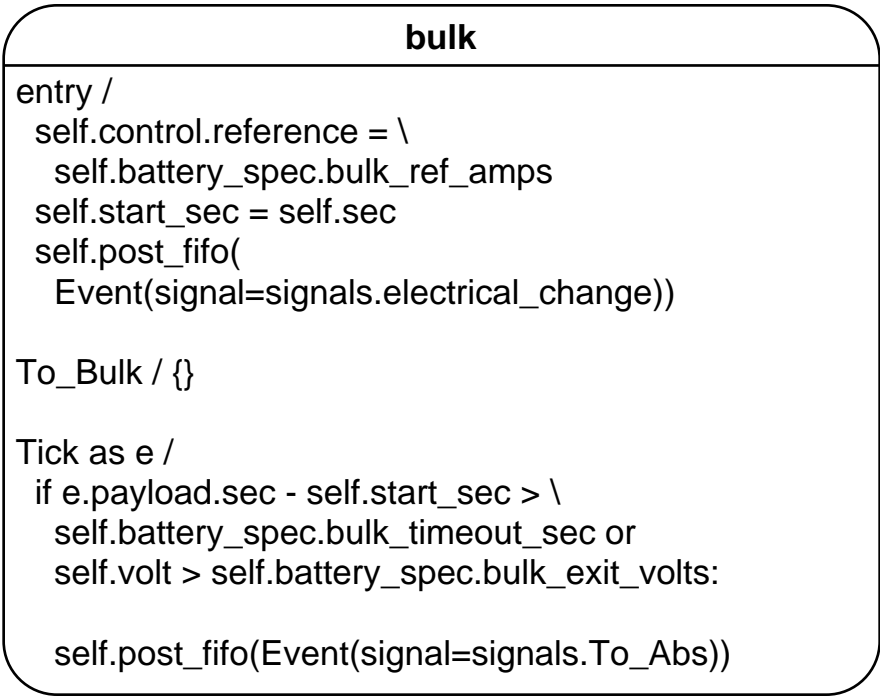 bulk
entry /
self.control.reference = \
self.battery_spec.bulk_ref_amps
self.start_sec = self.sec
self.post_fifo(
Event(signal=signals.electrical_change))
To_Bulk / {}
Tick as e /
if e.payload.sec - self.start_sec > \
self.battery_spec.bulk_timeout_sec or
self.volt > self.battery_spec.bulk_exit_volts:
self.post_fifo(Event(signal=signals.To_Abs))